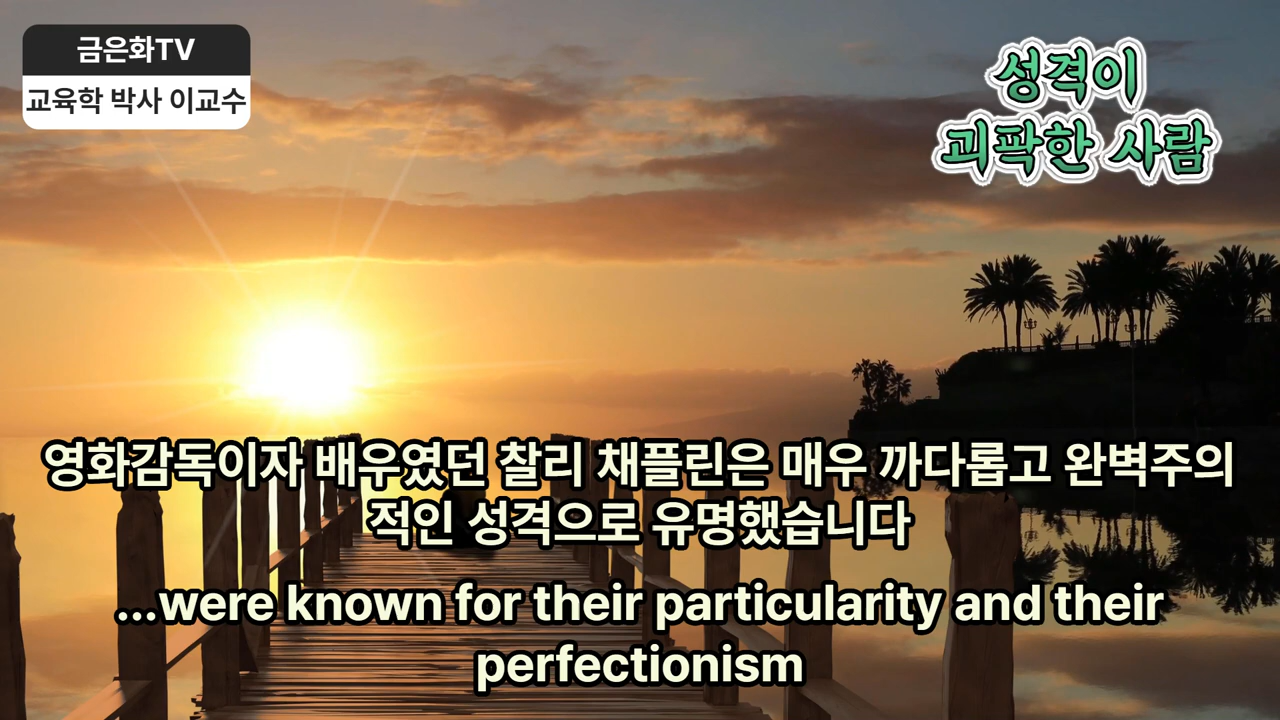 금은화TV
교육학 박사 이교수
성격이
괴팍한 사람
영화감독이자 배우였던 찰리 채플린은 매우 까다롭고 완벽주의
적인 성격으로 유명했습니다
...were known for their particularity and their
perfectionism